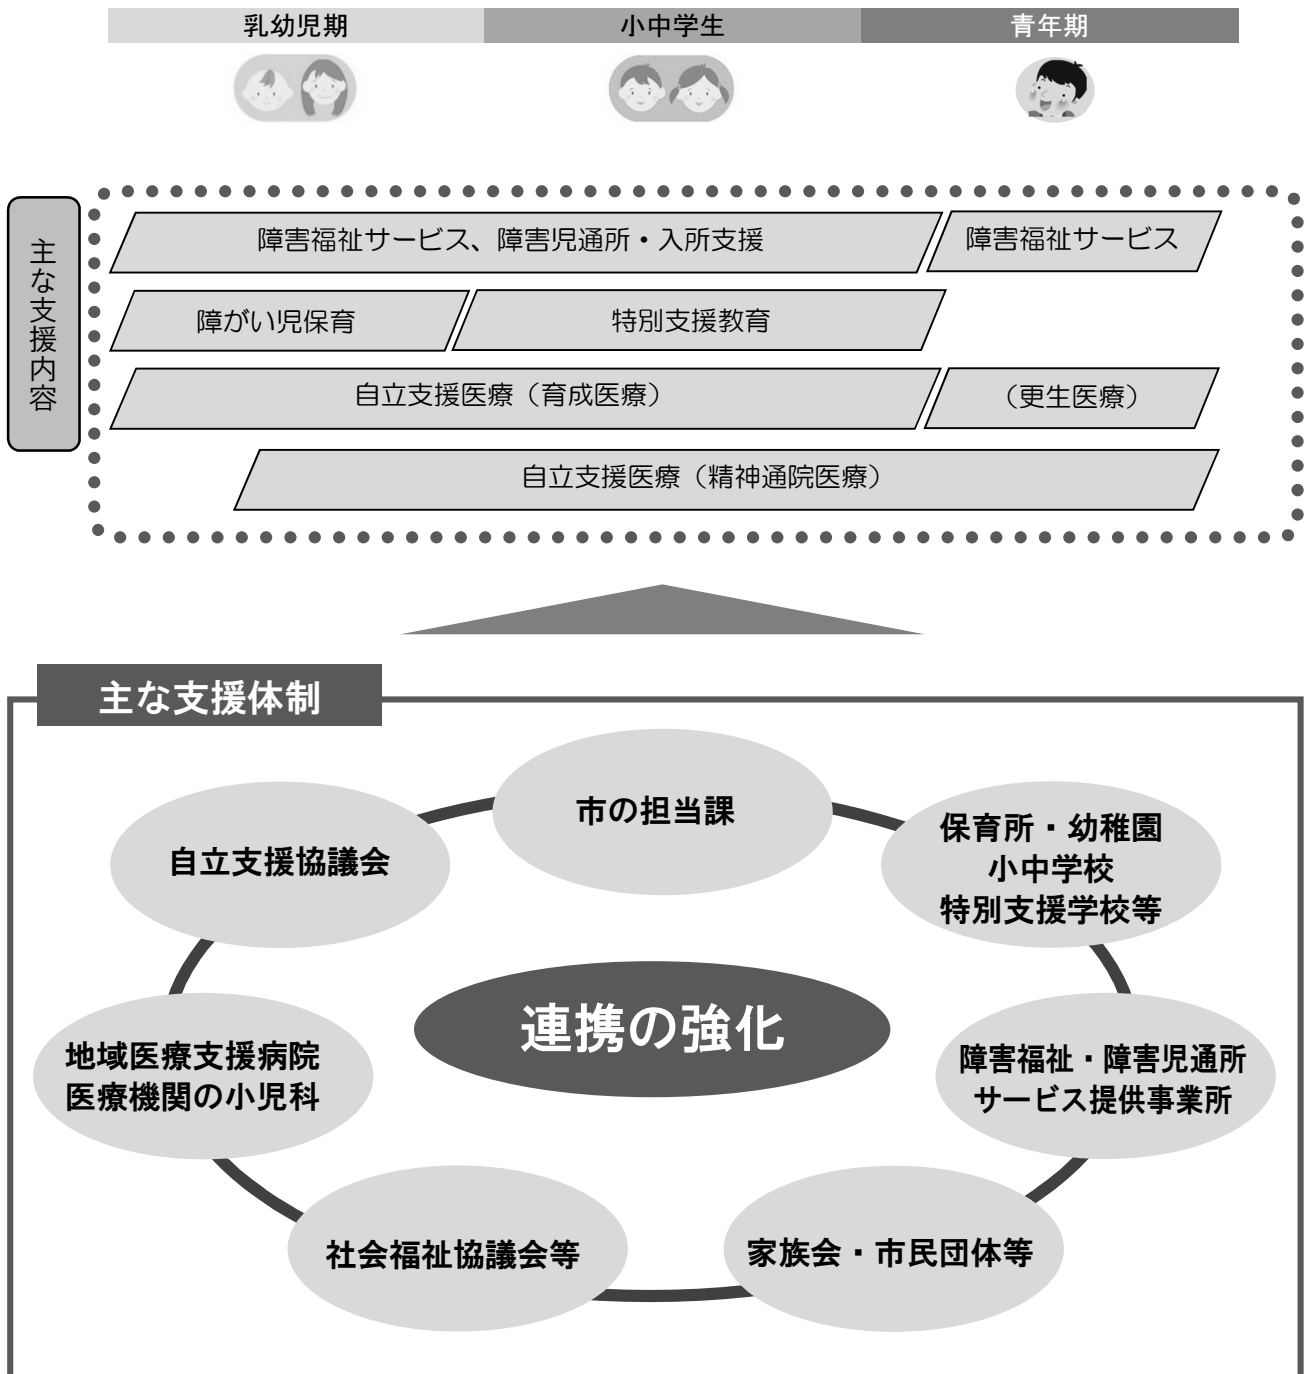 乳幼児期
小中学生
青年期
主な支援内容
障害福祉サービス、障害児通所・入所支援
障害福祉サービス
障がい児保育
特別支援教育
自立支援医療（育成医療）
（更生医療）
自立支援医療（精神通院医療）
主な支援体制
市の担当課
自立支援協議会
保育所・幼稚園
小中学校
特別支援学校等
連携の強化
地域医療支援病院
医療機関の小児科
障害福祉・障害児通所
サービス提供事業所
社会福祉協議会等
家族会・市民団体等